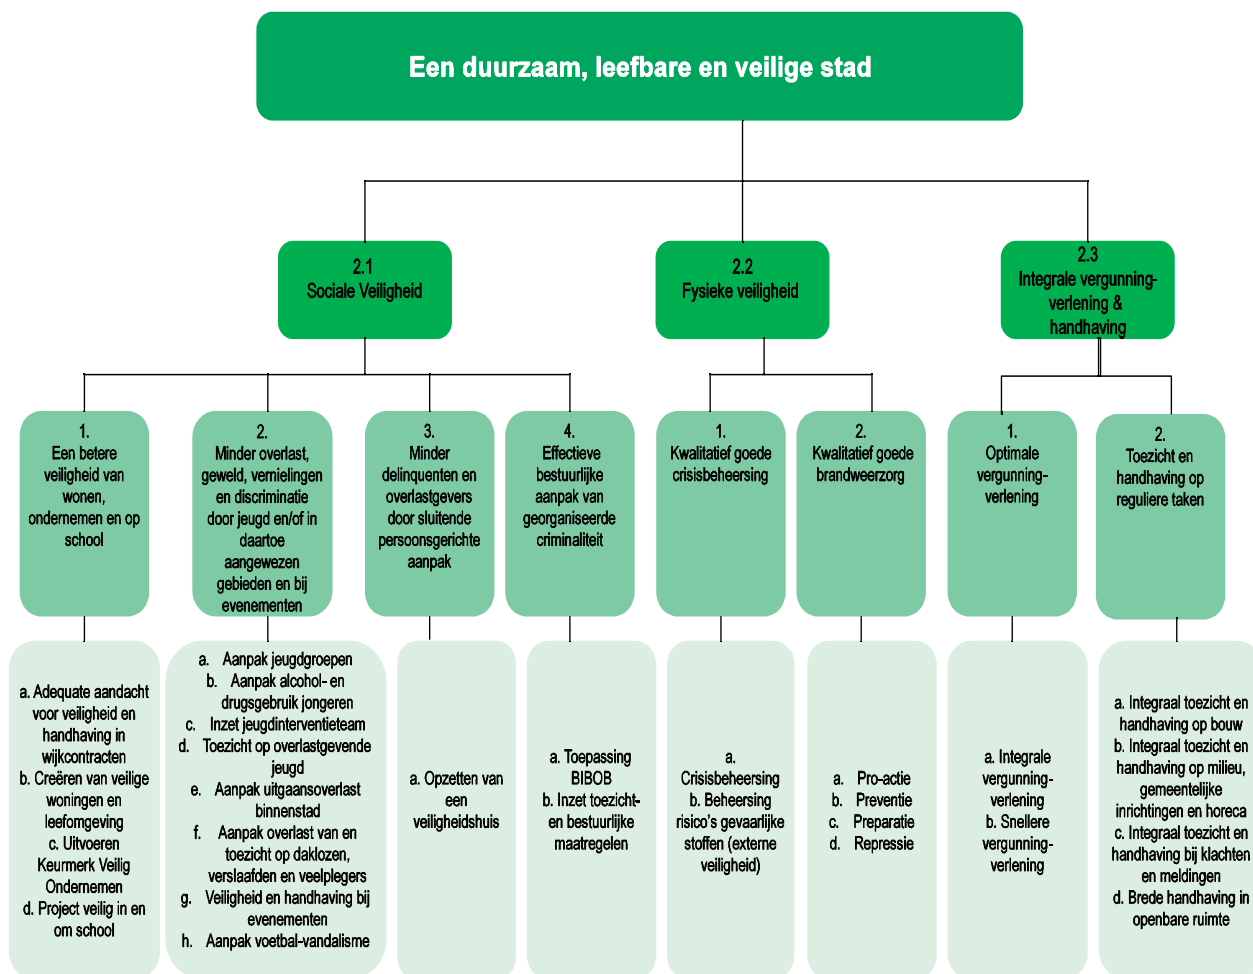 Een duurzaam, leefbare en veilige stad
2.1
Sociale Veiligheid
2.2
Fysieke veiligheid
2.3
Integrale vergunning-
verlening &
handhaving
1.
Een betere
veiligheid van
wonen,
ondernemen en op
school
2.
Minder overlast,
geweld, vernielingen
en discriminatie
door jeugd en/of in
daartoe
aangewezen
gebieden en bij
evenementen
3.
Minder
delinquenten en
overlastgevers
door sluitende
persoonsgerichte
aanpak
4.
Effectieve
bestuurlijke
aanpak van
georganiseerde
criminaliteit
1.
Kwalitatief goede
crisisbeheersing
2.
Kwalitatief goede
brandweerzorg
1.
Optimale
vergunning-
verlening
2.
Toezicht en
handhaving op
reguliere taken
a. Adequate aandacht
voor veiligheid en
handhaving in
wijkcontracten
b. Creëren van veilige
woningen en
leefomgeving
c. Uitvoeren
Keurmerk Veilig
Ondernemen
d. Project veilig in en
om school
a. Aanpak jeugdgroepen
b. Aanpak alcohol- en
drugsgebruik jongeren
c. Inzet jeugdinterventieteam
d. Toezicht op overlastgevende
jeugd
e. Aanpak uitgaansoverlast
binnenstad
f. Aanpak overlast van en
toezicht op daklozen,
verslaafden en veelplegers
g. Veiligheid en handhaving bij
evenementen
h. Aanpak voetbal-vandalisme
a. Opzetten van
een
veiligheidshuis
a. Toepassing
BIBOB
b. Inzet toezicht-
en bestuurlijke
maatregelen
a.
Crisisbeheersing
b. Beheersing
risico's gevaarlijke
stoffen (externe
veiligheid)
a. Pro-actie
b. Preventie
c. Preparatie
d. Repressie
a. Integrale
vergunning-
verlening
b. Snellere
vergunning-
verlening
a. Integraal toezicht en
handhaving op bouw
b. Integraal toezicht en
handhaving op milieu,
gemeentelijke
inrichtingen en horeca
c. Integraal toezicht en
handhaving bij klachten
en meldingen
d. Brede handhaving in
openbare ruimte